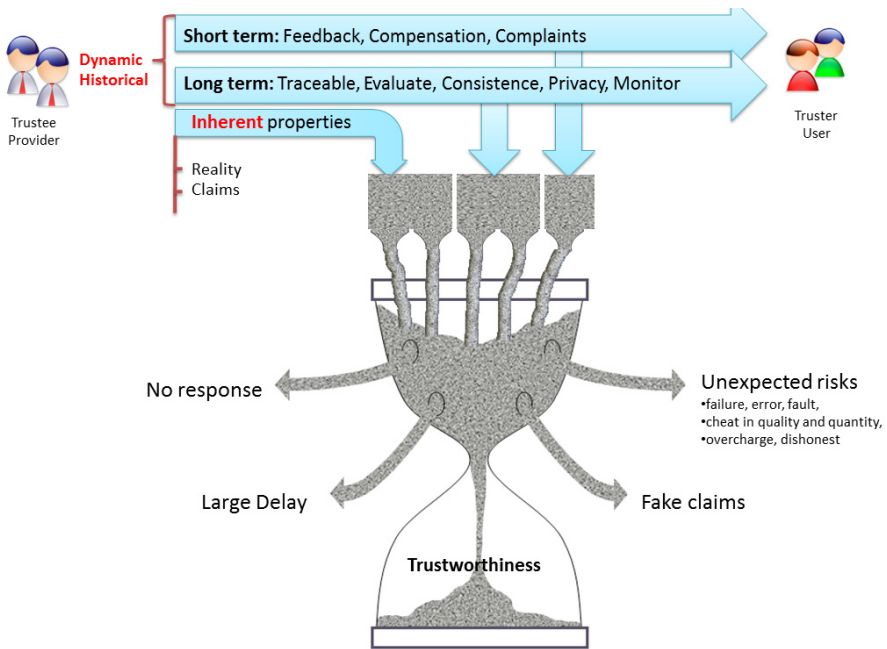 Short term: Feedback, Compensation, Complaints
Dynamic
Historical
Long term: Traceable, Evaluate, Consistence, Privacy, Monitor
Trustee
Provider
Truster
User
Inherent properties
Reality
Claims
No response
Unexpected risks
•failure, error, fault,
•cheat in quality and quantity,
•overcharge, dishonest
Large Delay
Fake claims
Trustworthiness